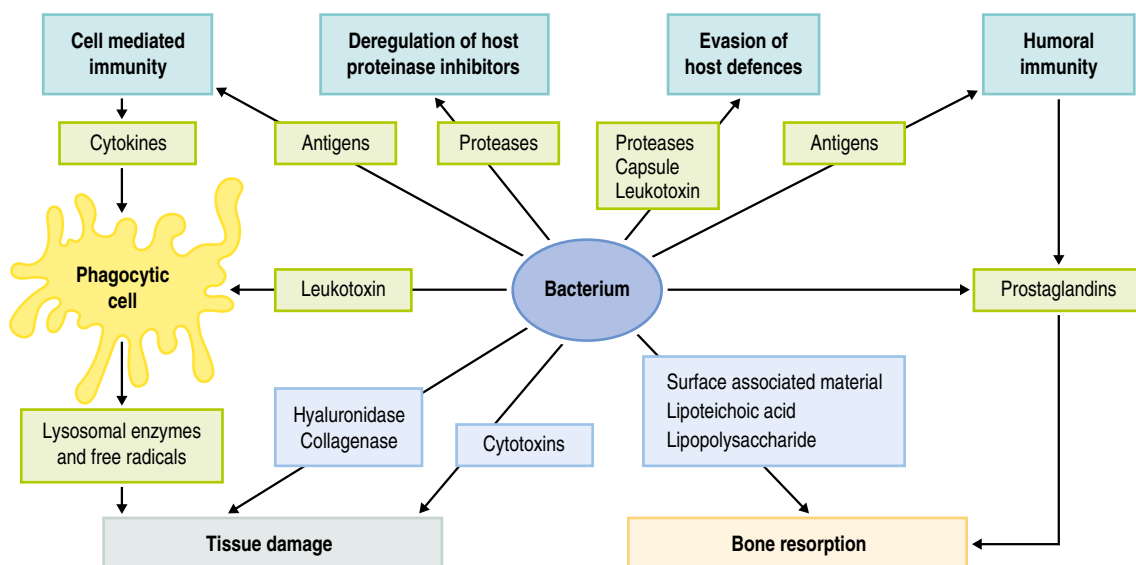 Cell mediated
immunity
Deregulation of host
proteinase inhibitors
Evasion of
host defences
Humoral
immunity
Cytokines
Antigens
Proteases
Proteases
Capsule
Leukotoxin
Antigens
Phagocytic
cell
Leukotoxin
Bacterium
Prostaglandins
Lysosomal enzymes
and free radicals
Hyaluronidase
Collagenase
Cytotoxins
Surface associated material
Lipoteichoic acid
Lipopolysaccharide
Tissue damage
Bone resorption